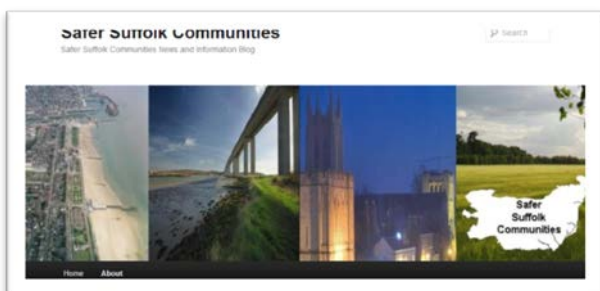 Safer Suffolk Communities
Safer Suffolk Communities News and Information Blog
Search
Safer
Suffolk
Communities
Home About